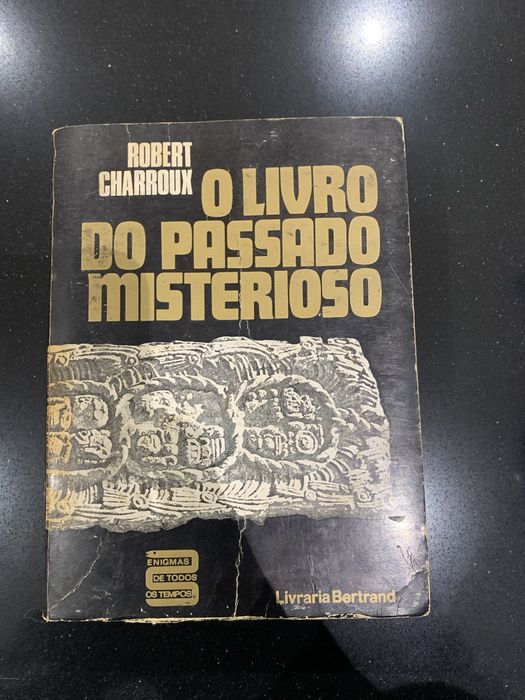 ROBERT
CHARROUX
O LIVRO
DO PASSADO
MISTERIOSO
ENIGMAS
DE TODOS
OS TEMPOS
Livraria Bertrand